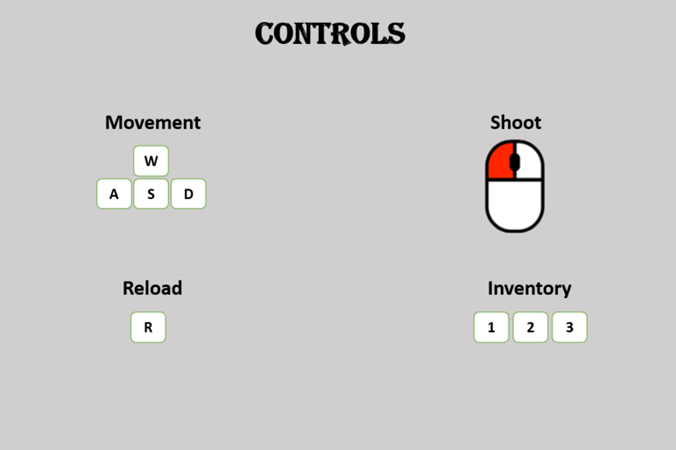 CONTROLS
Movement
Shoot
W
A S D
Reload
Inventory
R
1 2 3